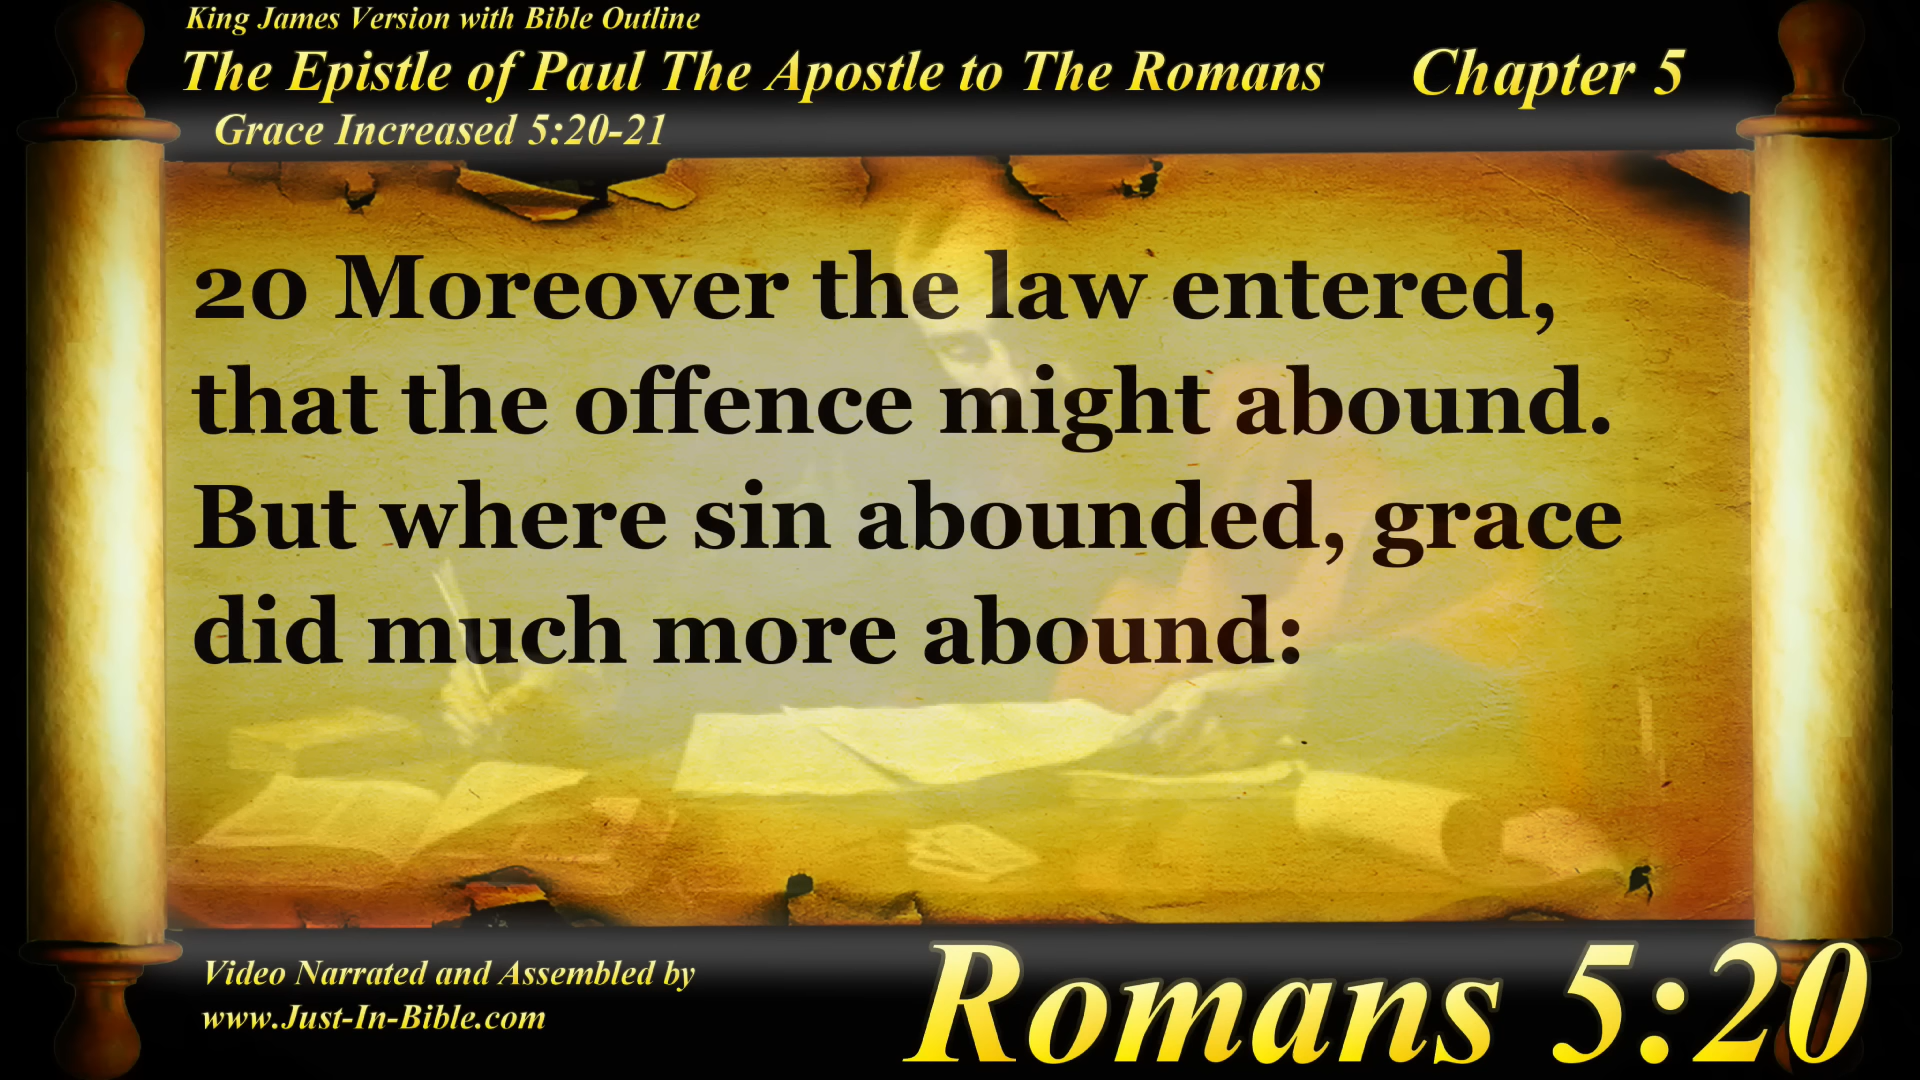 King James Version with Bible Outline
The Epistle of Paul The Apostle to The Romans Chapter 5
Grace Increased 5:20-21
20 Moreover the law entered,
that the offence might abound.
But where sin abounded, grace
did much more abound:
Video Narrated and Assembled by
www.Just-In-Bible.com
Romans 5:20